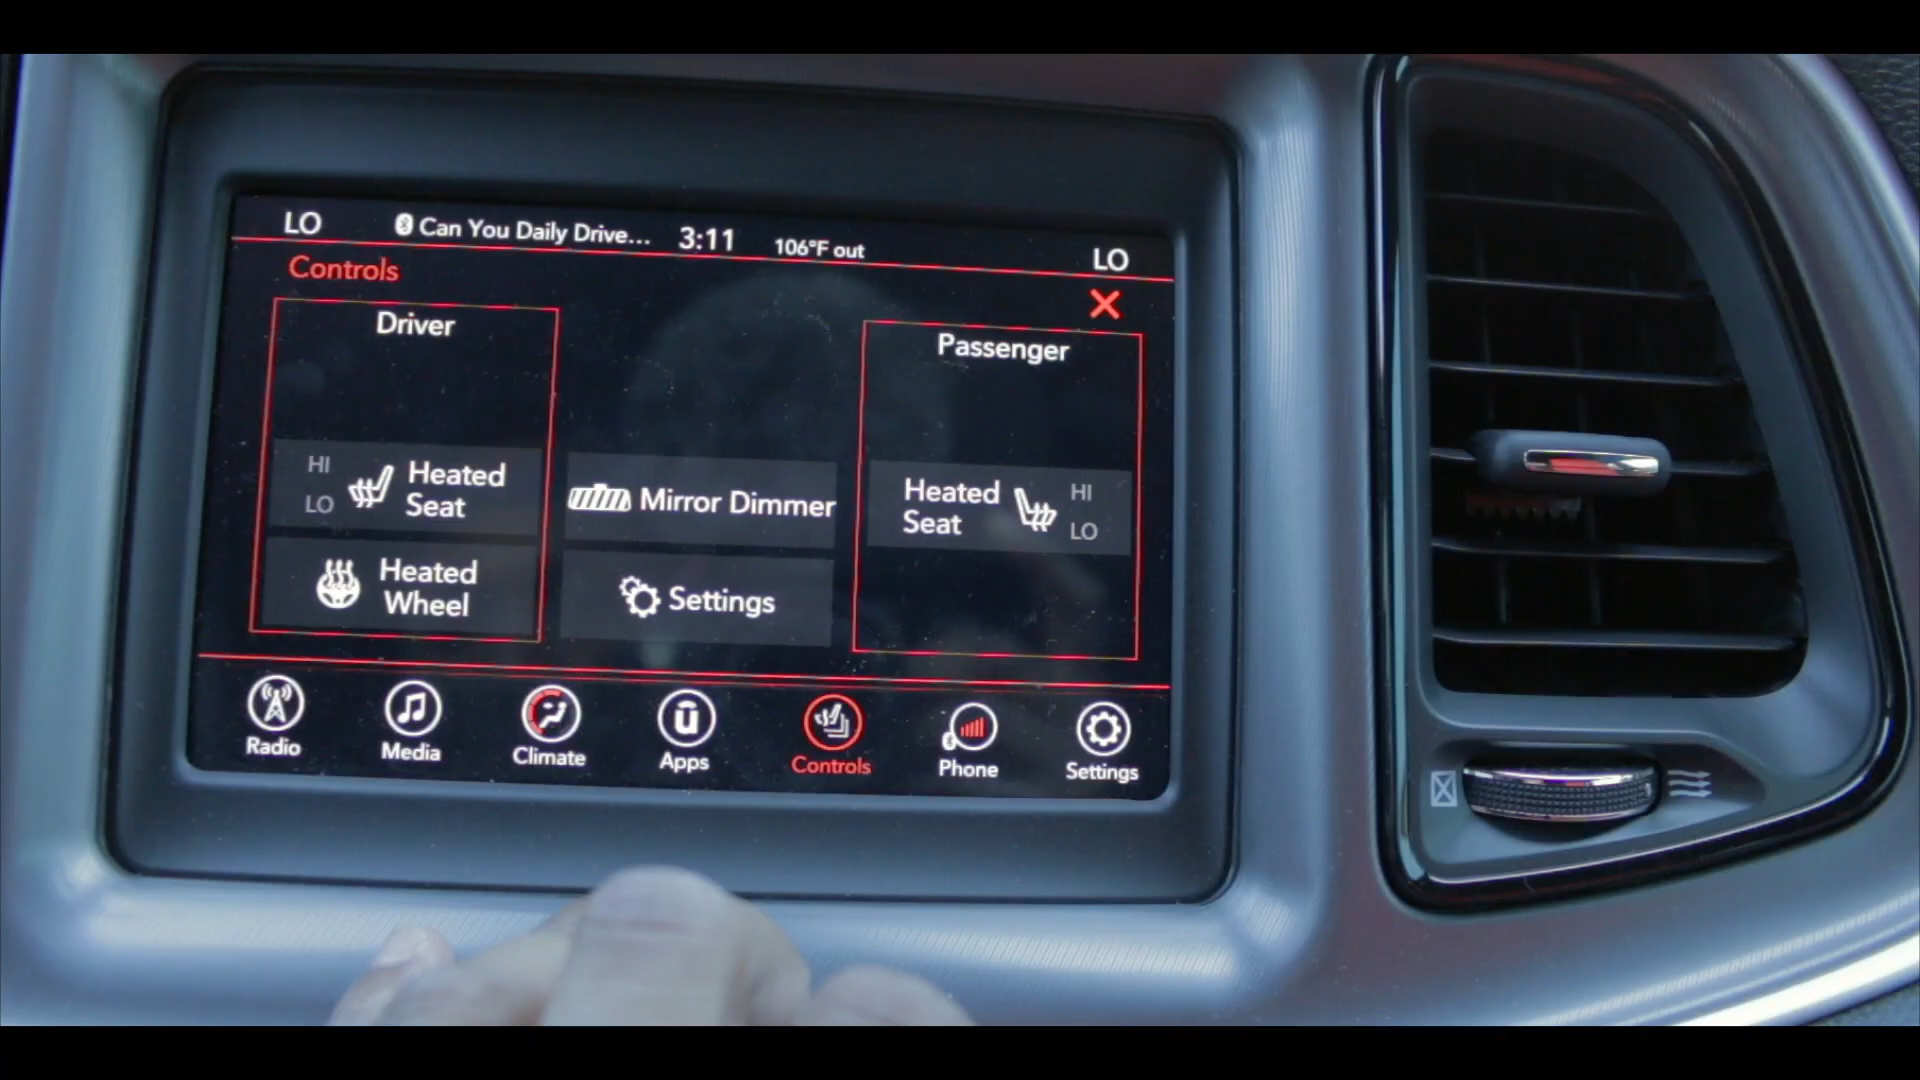 LO Can You Daily Drive... 3:11 106°F out LO
Controls
Driver
Passenger
HI
LO
Heated
Seat
Mirror Dimmer
Heated
Seat
HI
LO
Heated
Wheel
Settings
Radio
Media
Climate
Apps
Controls
Phone
Settings